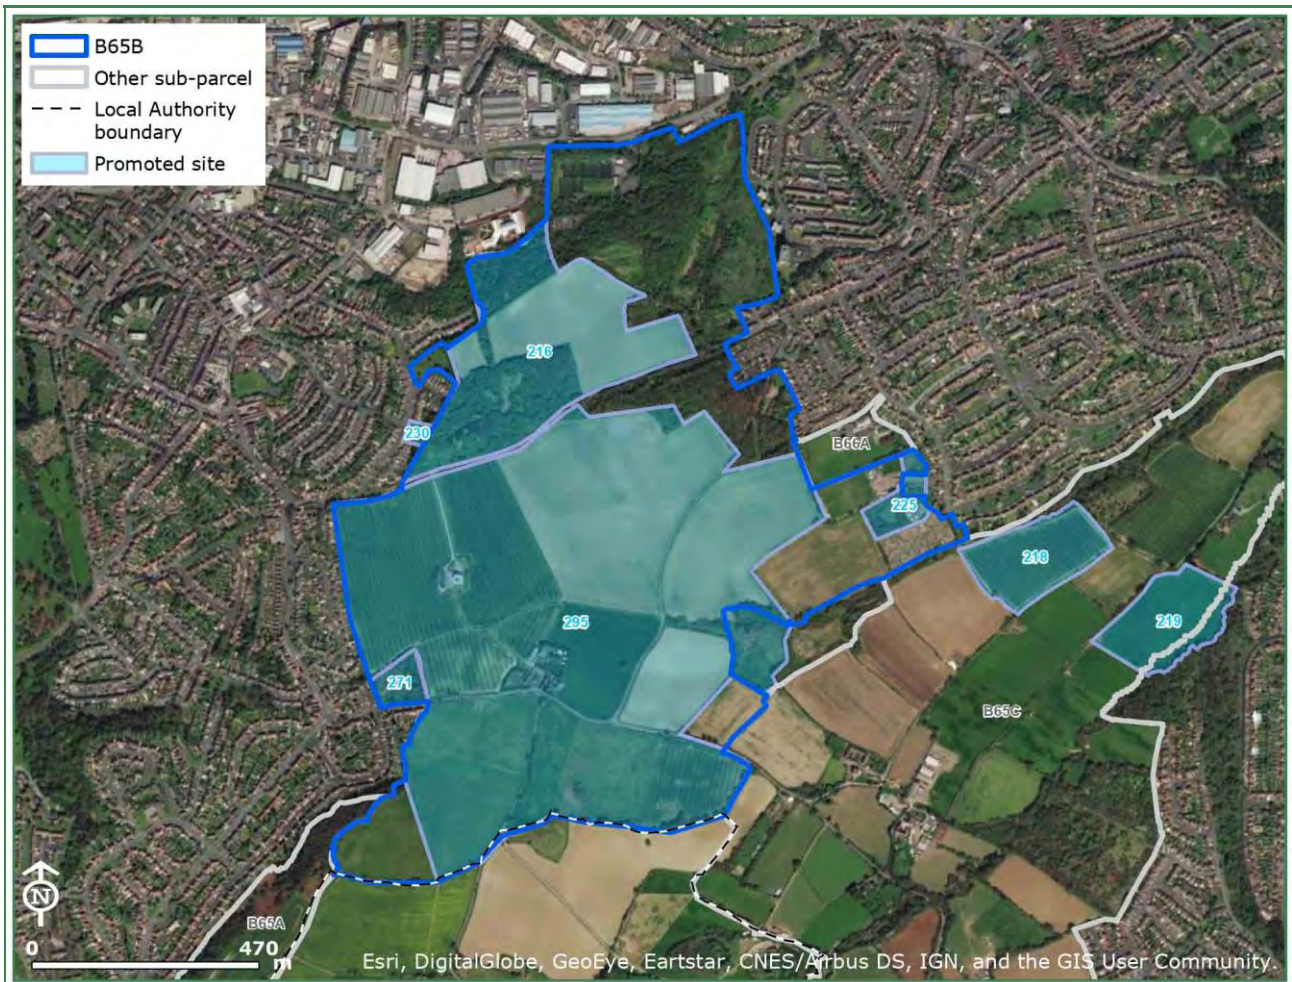 B65B
Other sub-parcel
Local Authority
boundary
Promoted site
216
230
B66A
225
218
295
219
271
B65C
B65A
N
0 470
m
Esri, DigitalGlobe, GeoEye, Eartstar, CNES/Airbus DS, IGN, and the GIS User Community.